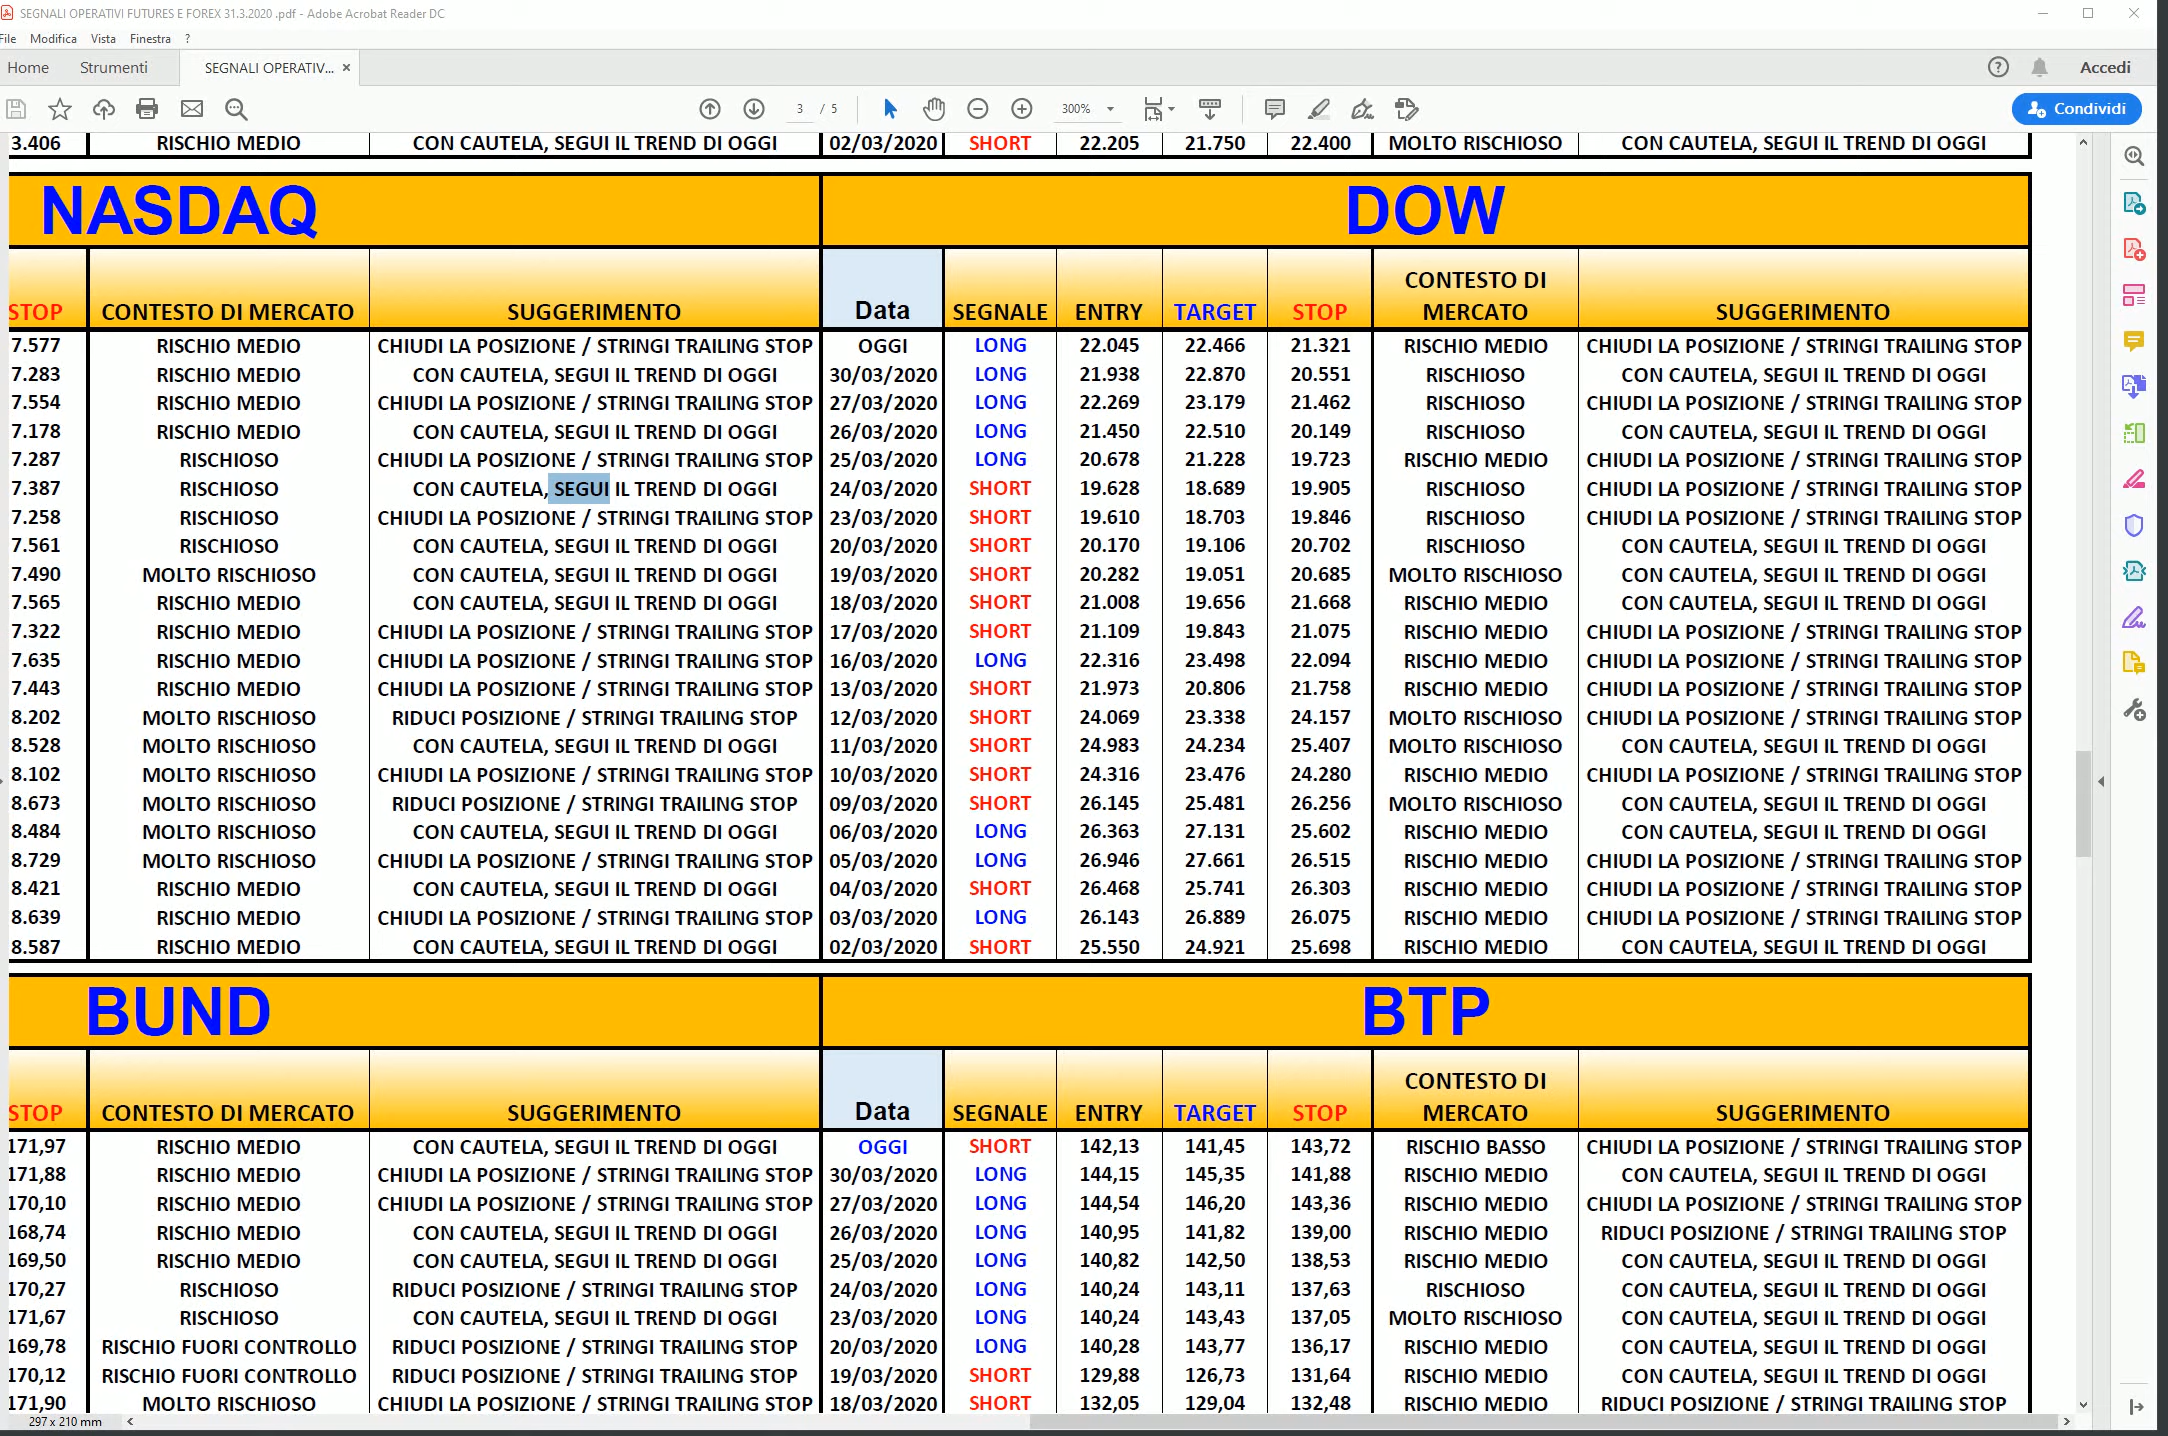 SEGNALI OPERATIVI FUTURES E FOREX 31.3.2020 .pdf - Adobe Acrobat Reader DC
File Modifica Vista Finestra ?
Home Strumenti SEGNALI OPERATIV... × Accedi
3 / 5 300% Condividi
3.406 RISCHIO MEDIO CON CAUTELA, SEGUI IL TREND DI OGGI 02/03/2020 SHORT 22.205 21.750 22.400 MOLTO RISCHIOSO CON CAUTELA, SEGUI IL TREND DI OGGI
NASDAQ DOW
CONTESTO DI
STOP CONTESTO DI MERCATO SUGGERIMENTO Data SEGNALE ENTRY TARGET STOP MERCATO SUGGERIMENTO
7.577 RISCHIO MEDIO CHIUDI LA POSIZIONE / STRINGI TRAILING STOP OGGI LONG 22.045 22.466 21.321 RISCHIO MEDIO CHIUDI LA POSIZIONE / STRINGI TRAILING STOP
7.283 RISCHIO MEDIO CON CAUTELA, SEGUI IL TREND DI OGGI 30/03/2020 LONG 21.938 22.870 20.551 RISCHIOSO CON CAUTELA, SEGUI IL TREND DI OGGI
7.554 RISCHIO MEDIO CHIUDI LA POSIZIONE / STRINGI TRAILING STOP 27/03/2020 LONG 22.269 23.179 21.462 RISCHIOSO CHIUDI LA POSIZIONE / STRINGI TRAILING STOP
7.178 RISCHIO MEDIO CON CAUTELA, SEGUI IL TREND DI OGGI 26/03/2020 LONG 21.450 22.510 20.149 RISCHIOSO CON CAUTELA, SEGUI IL TREND DI OGGI
7.287 RISCHIOSO CHIUDI LA POSIZIONE / STRINGI TRAILING STOP 25/03/2020 LONG 20.678 21.228 19.723 RISCHIO MEDIO CHIUDI LA POSIZIONE / STRINGI TRAILING STOP
7.387 RISCHIOSO CON CAUTELA, SEGUI IL TREND DI OGGI 24/03/2020 SHORT 19.628 18.689 19.905 RISCHIOSO CON CAUTELA, SEGUI IL TREND DI OGGI
7.258 RISCHIOSO CHIUDI LA POSIZIONE / STRINGI TRAILING STOP 23/03/2020 SHORT 19.610 18.703 19.846 RISCHIOSO CHIUDI LA POSIZIONE / STRINGI TRAILING STOP
7.561 RISCHIOSO CON CAUTELA, SEGUI IL TREND DI OGGI 20/03/2020 SHORT 20.170 19.106 20.702 RISCHIOSO CON CAUTELA, SEGUI IL TREND DI OGGI
7.490 MOLTO RISCHIOSO CON CAUTELA, SEGUI IL TREND DI OGGI 19/03/2020 SHORT 20.282 19.051 20.685 MOLTO RISCHIOSO CON CAUTELA, SEGUI IL TREND DI OGGI
7.565 RISCHIO MEDIO CON CAUTELA, SEGUI IL TREND DI OGGI 18/03/2020 SHORT 21.008 19.656 21.668 RISCHIO MEDIO CON CAUTELA, SEGUI IL TREND DI OGGI
7.322 RISCHIO MEDIO CHIUDI LA POSIZIONE / STRINGI TRAILING STOP 17/03/2020 SHORT 21.109 19.843 21.075 RISCHIO MEDIO CHIUDI LA POSIZIONE / STRINGI TRAILING STOP
7.635 RISCHIO MEDIO CHIUDI LA POSIZIONE / STRINGI TRAILING STOP 16/03/2020 LONG 22.316 23.498 22.094 RISCHIO MEDIO CHIUDI LA POSIZIONE / STRINGI TRAILING STOP
7.443 RISCHIO MEDIO CHIUDI LA POSIZIONE / STRINGI TRAILING STOP 13/03/2020 SHORT 21.973 20.806 21.758 RISCHIO MEDIO CHIUDI LA POSIZIONE / STRINGI TRAILING STOP
8.202 MOLTO RISCHIOSO RIDUCI POSIZIONE / STRINGI TRAILING STOP 12/03/2020 SHORT 24.069 23.338 24.157 MOLTO RISCHIOSO CHIUDI LA POSIZIONE / STRINGI TRAILING STOP
8.528 MOLTO RISCHIOSO CON CAUTELA, SEGUI IL TREND DI OGGI 11/03/2020 SHORT 24.983 24.234 25.407 MOLTO RISCHIOSO CON CAUTELA, SEGUI IL TREND DI OGGI
8.102 MOLTO RISCHIOSO CHIUDI LA POSIZIONE / STRINGI TRAILING STOP 10/03/2020 SHORT 24.316 23.476 24.280 RISCHIO MEDIO CHIUDI LA POSIZIONE / STRINGI TRAILING STOP
8.673 MOLTO RISCHIOSO RIDUCI POSIZIONE / STRINGI TRAILING STOP 09/03/2020 SHORT 26.145 25.481 26.256 MOLTO RISCHIOSO CON CAUTELA, SEGUI IL TREND DI OGGI
8.484 MOLTO RISCHIOSO CON CAUTELA, SEGUI IL TREND DI OGGI 06/03/2020 LONG 26.363 27.131 25.602 RISCHIO MEDIO CON CAUTELA, SEGUI IL TREND DI OGGI
8.729 MOLTO RISCHIOSO CHIUDI LA POSIZIONE / STRINGI TRAILING STOP 05/03/2020 LONG 26.946 27.661 26.515 RISCHIO MEDIO CHIUDI LA POSIZIONE / STRINGI TRAILING STOP
8.421 RISCHIO MEDIO CON CAUTELA, SEGUI IL TREND DI OGGI 04/03/2020 SHORT 26.468 25.741 26.303 RISCHIO MEDIO CHIUDI LA POSIZIONE / STRINGI TRAILING STOP
8.639 RISCHIO MEDIO CHIUDI LA POSIZIONE / STRINGI TRAILING STOP 03/03/2020 LONG 26.143 26.889 26.075 RISCHIO MEDIO CHIUDI LA POSIZIONE / STRINGI TRAILING STOP
8.587 RISCHIO MEDIO CON CAUTELA, SEGUI IL TREND DI OGGI 02/03/2020 SHORT 25.550 24.921 25.698 RISCHIO MEDIO CON CAUTELA, SEGUI IL TREND DI OGGI
BUND BTP
CONTESTO DI
STOP CONTESTO DI MERCATO SUGGERIMENTO Data SEGNALE ENTRY TARGET STOP MERCATO SUGGERIMENTO
171,97 RISCHIO MEDIO CON CAUTELA, SEGUI IL TREND DI OGGI OGGI SHORT 142,13 141,45 143,72 RISCHIO BASSO CHIUDI LA POSIZIONE / STRINGI TRAILING STOP
171,88 RISCHIO MEDIO CHIUDI LA POSIZIONE / STRINGI TRAILING STOP 30/03/2020 LONG 144,15 145,35 141,88 RISCHIO MEDIO CON CAUTELA, SEGUI IL TREND DI OGGI
170,10 RISCHIO MEDIO CHIUDI LA POSIZIONE / STRINGI TRAILING STOP 27/03/2020 LONG 144,54 146,20 143,36 RISCHIO MEDIO CHIUDI LA POSIZIONE / STRINGI TRAILING STOP
168,74 RISCHIO MEDIO CON CAUTELA, SEGUI IL TREND DI OGGI 26/03/2020 LONG 140,95 141,82 139,00 RISCHIO MEDIO RIDUCI POSIZIONE / STRINGI TRAILING STOP
169,50 RISCHIO MEDIO CON CAUTELA, SEGUI IL TREND DI OGGI 25/03/2020 LONG 140,82 142,50 138,53 RISCHIO MEDIO CON CAUTELA, SEGUI IL TREND DI OGGI
170,27 RISCHIOSO RIDUCI POSIZIONE / STRINGI TRAILING STOP 24/03/2020 LONG 140,24 143,11 137,63 RISCHIOSO CON CAUTELA, SEGUI IL TREND DI OGGI
171,67 RISCHIOSO CON CAUTELA, SEGUI IL TREND DI OGGI 23/03/2020 LONG 140,24 143,43 137,05 MOLTO RISCHIOSO CON CAUTELA, SEGUI IL TREND DI OGGI
169,78 RISCHIO FUORI CONTROLLO RIDUCI POSIZIONE / STRINGI TRAILING STOP 20/03/2020 LONG 140,28 143,77 136,17 RISCHIO MEDIO CON CAUTELA, SEGUI IL TREND DI OGGI
170,12 RISCHIO FUORI CONTROLLO RIDUCI POSIZIONE / STRINGI TRAILING STOP 19/03/2020 SHORT 129,88 126,73 131,64 RISCHIO MEDIO CON CAUTELA, SEGUI IL TREND DI OGGI
171,90 MOLTO RISCHIOSO CHIUDI LA POSIZIONE / STRINGI TRAILING STOP 18/03/2020 SHORT 132,05 129,04 132,48 RISCHIO MEDIO RIDUCI POSIZIONE / STRINGI TRAILING STOP
297 x 210 mm